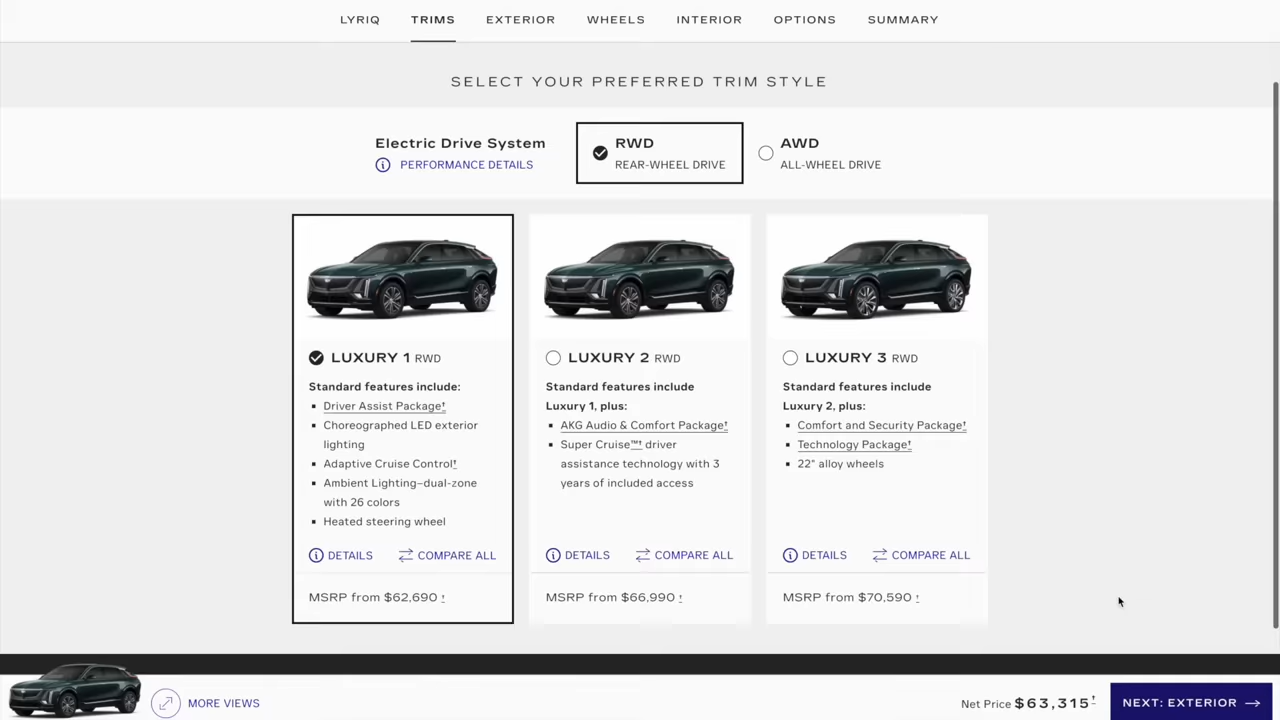 LYRIQ TRIMS EXTERIOR WHEELS INTERIOR OPTIONS SUMMARY
SELECT YOUR PREFERRED TRIM STYLE
Electric Drive System
PERFORMANCE DETAILS
RWD
REAR-WHEEL DRIVE
AWD
ALL-WHEEL DRIVE
LUXURY 1 RWD
Standard features include:
▪ Driver Assist Package†
▪ Choreographed LED exterior
lighting
▪ Adaptive Cruise Control†
▪ Ambient Lighting–dual-zone
with 26 colors
▪ Heated steering wheel
DETAILS COMPARE ALL
MSRP from $62,690 †
LUXURY 2 RWD
Standard features include
Luxury 1, plus:
▪ AKG Audio & Comfort Package†
▪ Super Cruise™† driver
assistance technology with 3
years of included access
DETAILS COMPARE ALL
MSRP from $66,990 †
LUXURY 3 RWD
Standard features include
Luxury 2, plus:
▪ Comfort and Security Package†
▪ Technology Package†
▪ 22" alloy wheels
DETAILS COMPARE ALL
MSRP from $70,590 †
MORE VIEWS
Net Price $63,315†
NEXT: EXTERIOR →